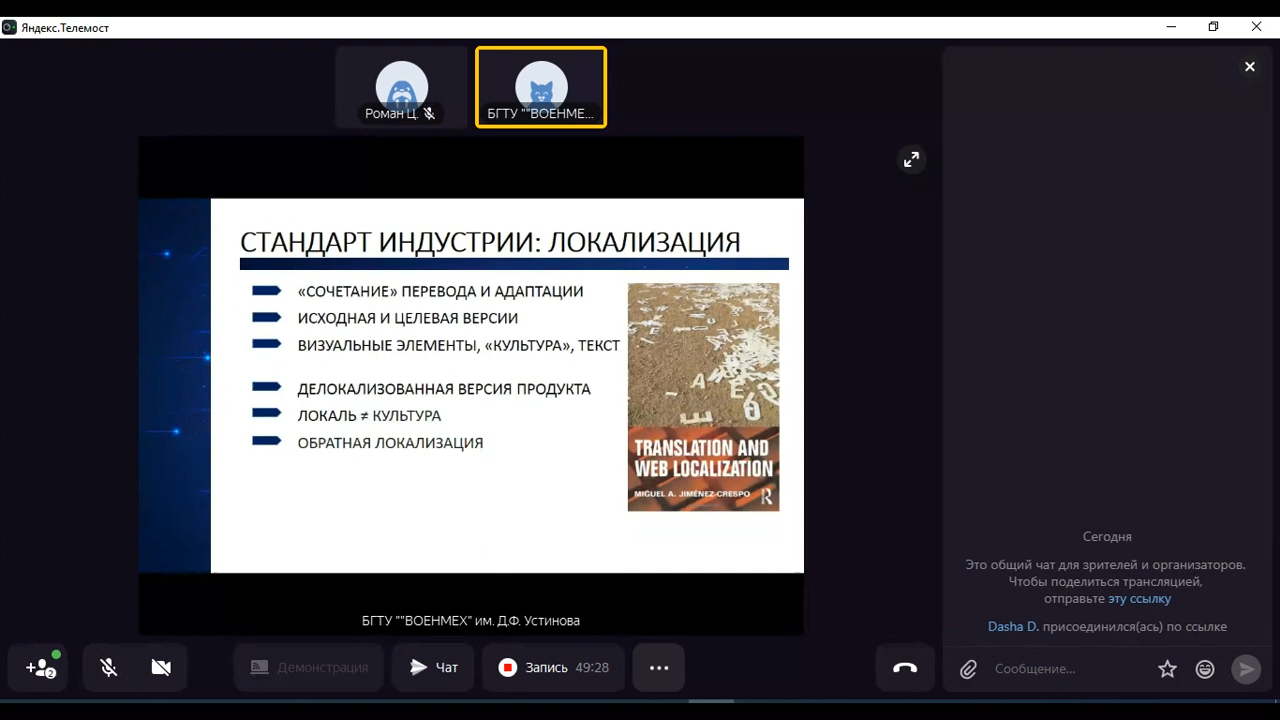 Яндекс.Телемост
Роман Ц.
БГТУ ""ВОЕНМЕ...
СТАНДАРТ ИНДУСТРИИ: ЛОКАЛИЗАЦИЯ
«СОЧЕТАНИЕ» ПЕРЕВОДА И АДАПТАЦИИ
ИСХОДНАЯ И ЦЕЛЕВАЯ ВЕРСИИ
ВИЗУАЛЬНЫЕ ЭЛЕМЕНТЫ, «КУЛЬТУРА», ТЕКСТ
ДЕЛОКАЛИЗОВАННАЯ ВЕРСИЯ ПРОДУКТА
ЛОКАЛЬ ≠ КУЛЬТУРА
ОБРАТНАЯ ЛОКАЛИЗАЦИЯ
TRANSLATION AND
WEB LOCALIZATION
MIGUEL A. JIMÉNEZ-CRESPO
R
БГТУ ""ВОЕНМЕХ" им. Д.Ф. Устинова
Сегодня
Это общий чат для зрителей и организаторов.
Чтобы поделиться трансляцией,
отправьте эту ссылку
Dasha D. присоединился(ась) по ссылке
2
Демонстрация
Чат
Запись 49:28
Сообщение...